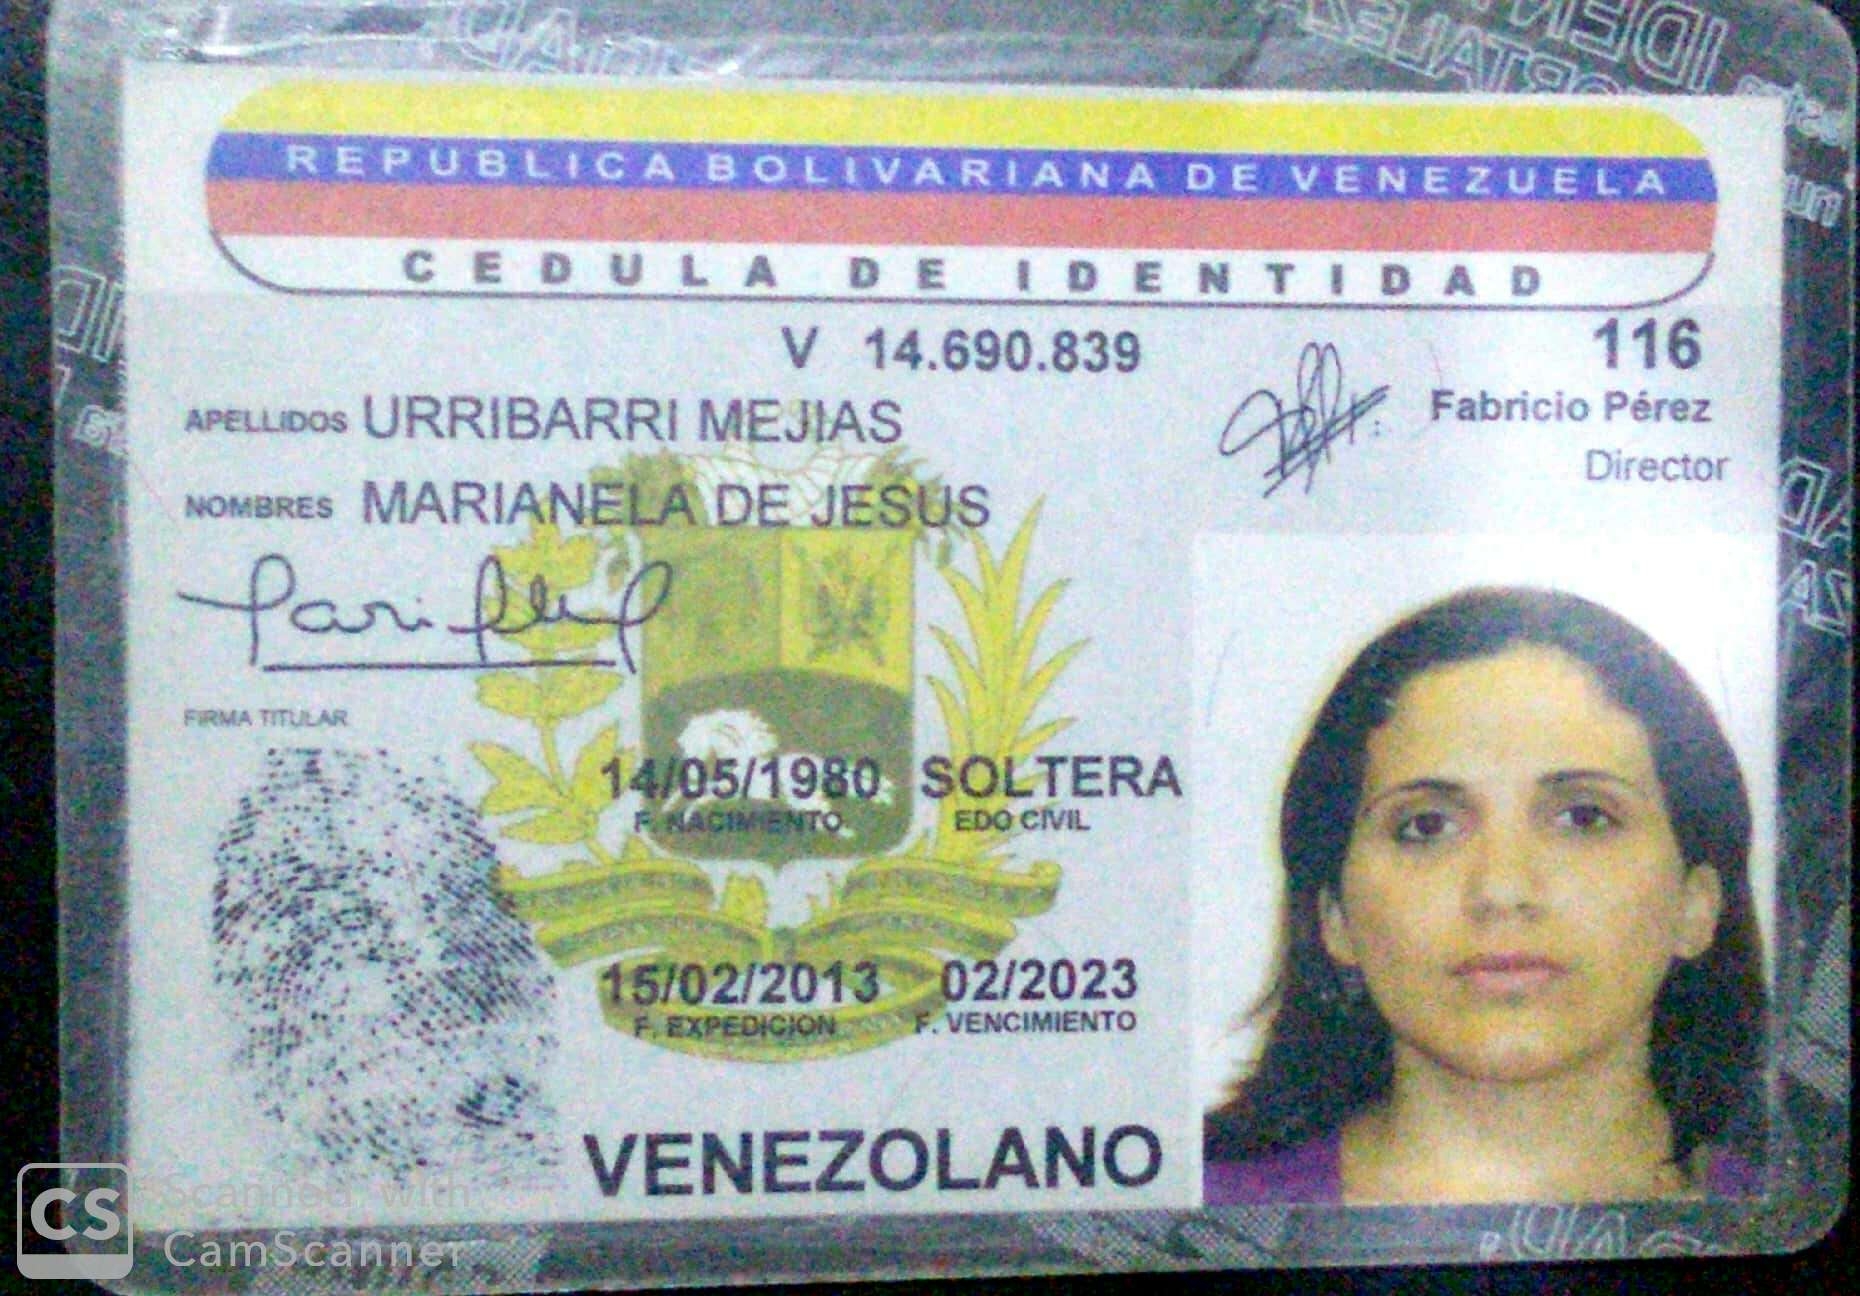 REPUBLICA BOLIVARIANA DE VENEZUELA
CEDULA DE IDENTIDAD
V 14.690.839
116
APELLIDOS URRIBARRI MEJIAS
Fabricio Pérez
Director
NOMBRES MARIANELA DE JESUS
FIRMA TITULAR
14/05/1980 SOLTERA
F. NACIMIENTO EDO CIVIL
15/02/2013 02/2023
F. EXPEDICION F. VENCIMIENTO
VENEZOLANO
CS Scanned with
CamScanner